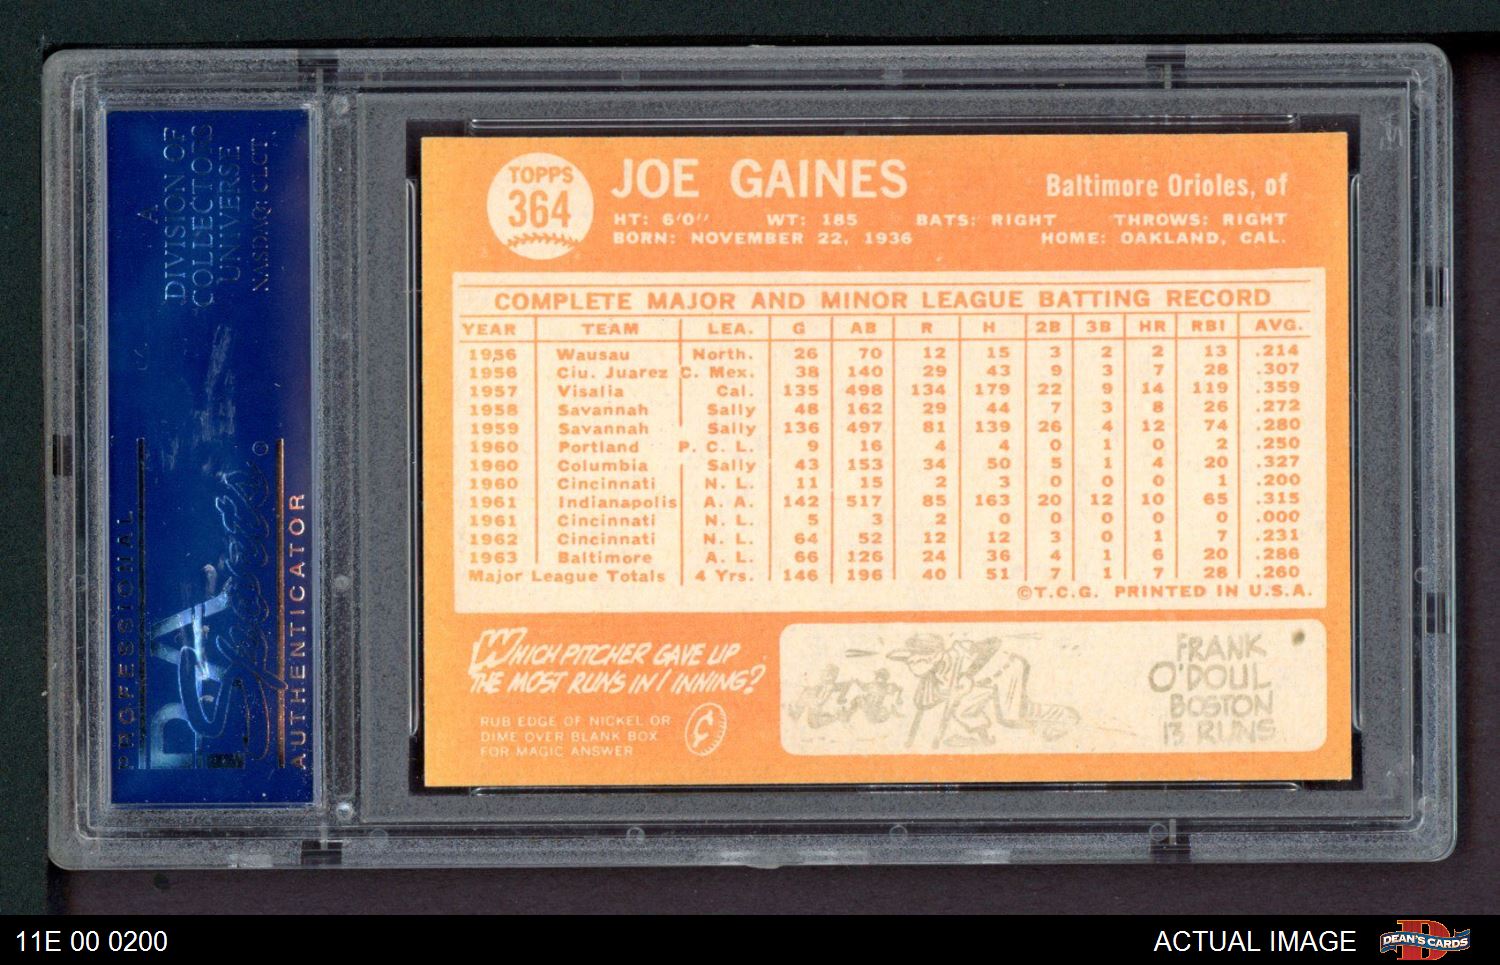 A
DIVISION OF
COLLECTORS
UNIVERSE
NASDAQ: CLCT
PROFESSIONAL
PSA
Sports
AUTHENTICATOR
TOPPS
364
JOE GAINES
Baltimore Orioles, of
HT: 6'0" WT: 185 BATS: RIGHT THROWS: RIGHT
BORN: NOVEMBER 22, 1936 HOME: OAKLAND, CAL.
COMPLETE MAJOR AND MINOR LEAGUE BATTING RECORD
YEAR TEAM LEA. G AB R H 2B 3B HR RBI AVG.
1956 Wausau North. 26 70 12 15 3 2 2 13 .214
1956 Ciu. Juarez C. Mex. 38 140 29 43 9 3 7 28 .307
1957 Visalia Cal. 135 498 134 179 22 9 14 119 .359
1958 Savannah Sally 48 162 29 44 7 3 8 26 .272
1959 Savannah Sally 136 497 81 139 26 4 12 74 .280
1960 Portland P. C. L. 9 16 4 4 0 1 0 2 .250
1960 Columbia Sally 43 153 34 50 5 1 4 20 .327
1960 Cincinnati N. L. 11 15 2 3 0 0 0 1 .200
1961 Indianapolis A. A. 142 517 85 163 20 12 10 65 .315
1961 Cincinnati N. L. 5 3 2 0 0 0 0 0 .000
1962 Cincinnati N. L. 64 52 12 12 3 0 1 7 .231
1963 Baltimore A. L. 66 126 24 36 4 1 6 20 .286
Major League Totals 4 Yrs. 146 196 40 51 7 1 7 28 .260
©T.C.G. PRINTED IN U.S.A.
WHICH PITCHER GAVE UP
THE MOST RUNS IN 1 INNING?
RUB EDGE OF NICKEL OR
DIME OVER BLANK BOX
FOR MAGIC ANSWER
FRANK
O'DOUL
BOSTON
13 RUNS
11E 00 0200
ACTUAL IMAGE
DEAN'S CARDS